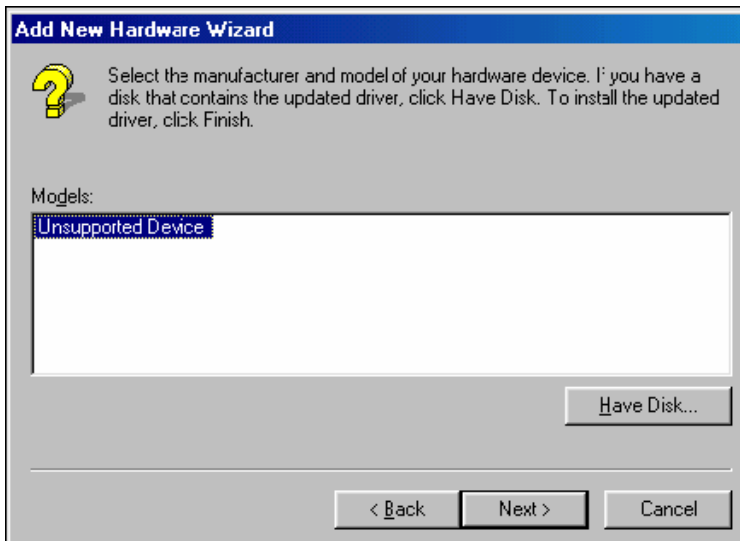 Add New Hardware Wizard
Select the manufacturer and model of your hardware device. If you have a
disk that contains the updated driver, click Have Disk. To install the updated
driver, click Finish.
Models:
Unsupported Device
Have Disk...
< Back
Next >
Cancel